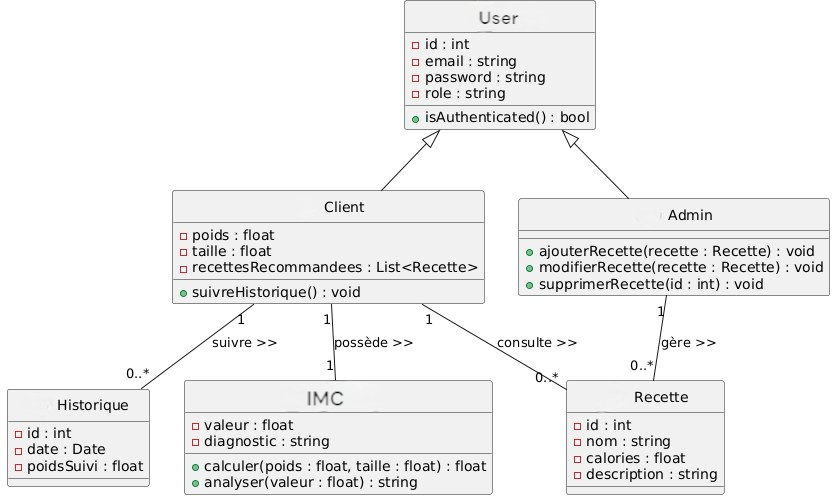 User
id : int
email : string
password : string
role : string
isAuthenticated() : bool
Client
poids : float
taille : float
recettesRecommandees : List<Recette>
suivreHistorique() : void
Admin
ajouterRecette(recette : Recette) : void
modifierRecette(recette : Recette) : void
supprimerRecette(id : int) : void
1
1
1
1
suivre >>
possède >>
consulte >>
gère >>
0..*
1
0..*
0..*
Historique
id : int
date : Date
poidsSuivi : float
IMC
valeur : float
diagnostic : string
calculer(poids : float, taille : float) : float
analyser(valeur : float) : string
Recette
id : int
nom : string
calories : float
description : string